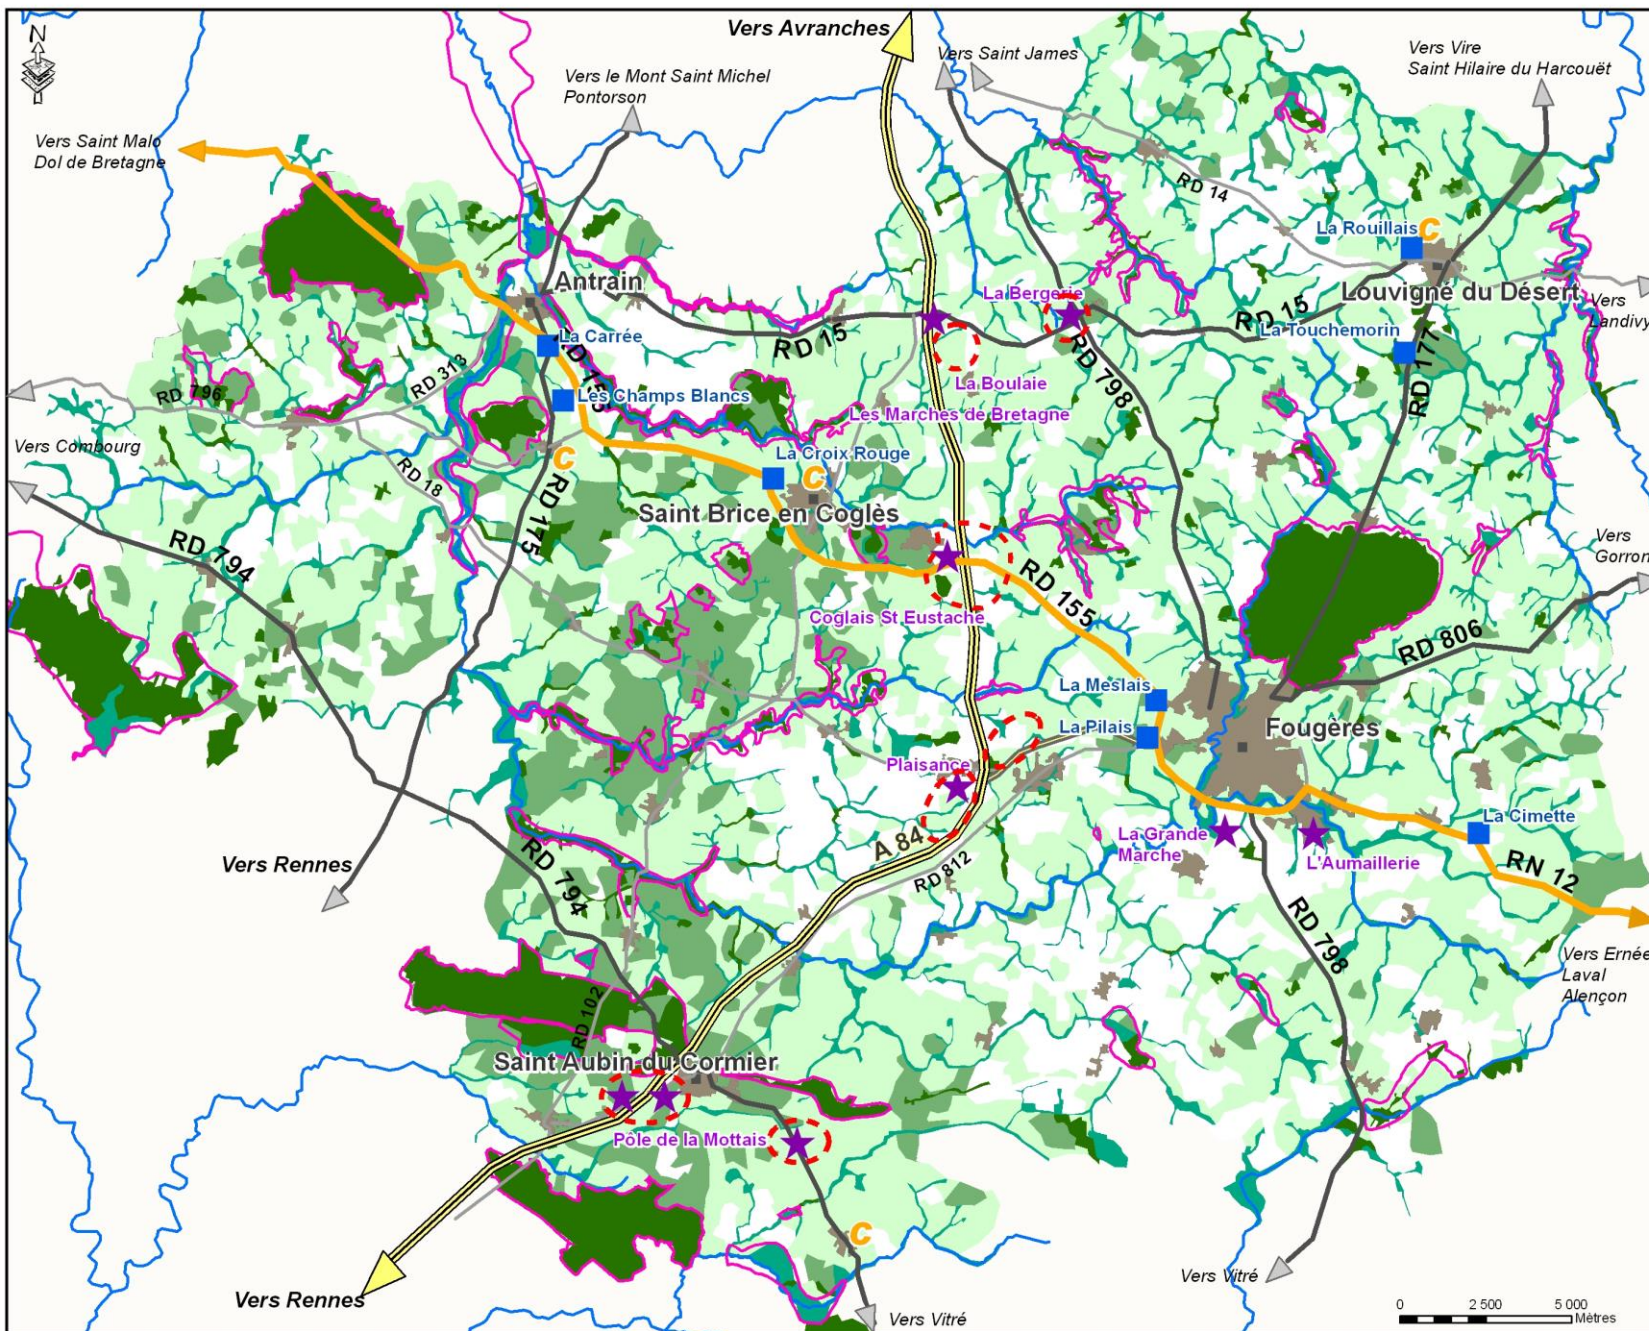 N
Vers Avranches
Vers Saint James
Vers Vire
Saint Hilaire du Harcouët
Vers le Mont Saint Michel
Pontorson
Vers Saint Malo
Dol de Bretagne
RD 14
La Rouillais
C
Antrain
La Bergerie
Louvigné du Désert
Vers
Landivy
RD 15
RD 15
La Touchemorin
La Carrée
RD 155
RD 798
RD 177
RD 313
RD 796
Les Champs Blancs
La Boulaie
Les Marches de Bretagne
Vers Combourg
C
RD 18
La Croix Rouge
C
RD 175
Saint Brice en Coglès
RD 794
Vers
Gorron
RD 155
Coglais St Eustache
RD 806
La Meslais
La Pilais
Fougères
Plaisance
A 84
La Grande
Marche
L'Aumaillerie
La Cimette
RN 12
Vers Rennes
RD 794
RD 812
RD 798
Vers Ernée
Laval
Alençon
RD 102
Saint Aubin du Cormier
Pôle de la Mottais
C
Vers Rennes
Vers Vitré
Vers Vitré
0 2 500 5 000
Mètres